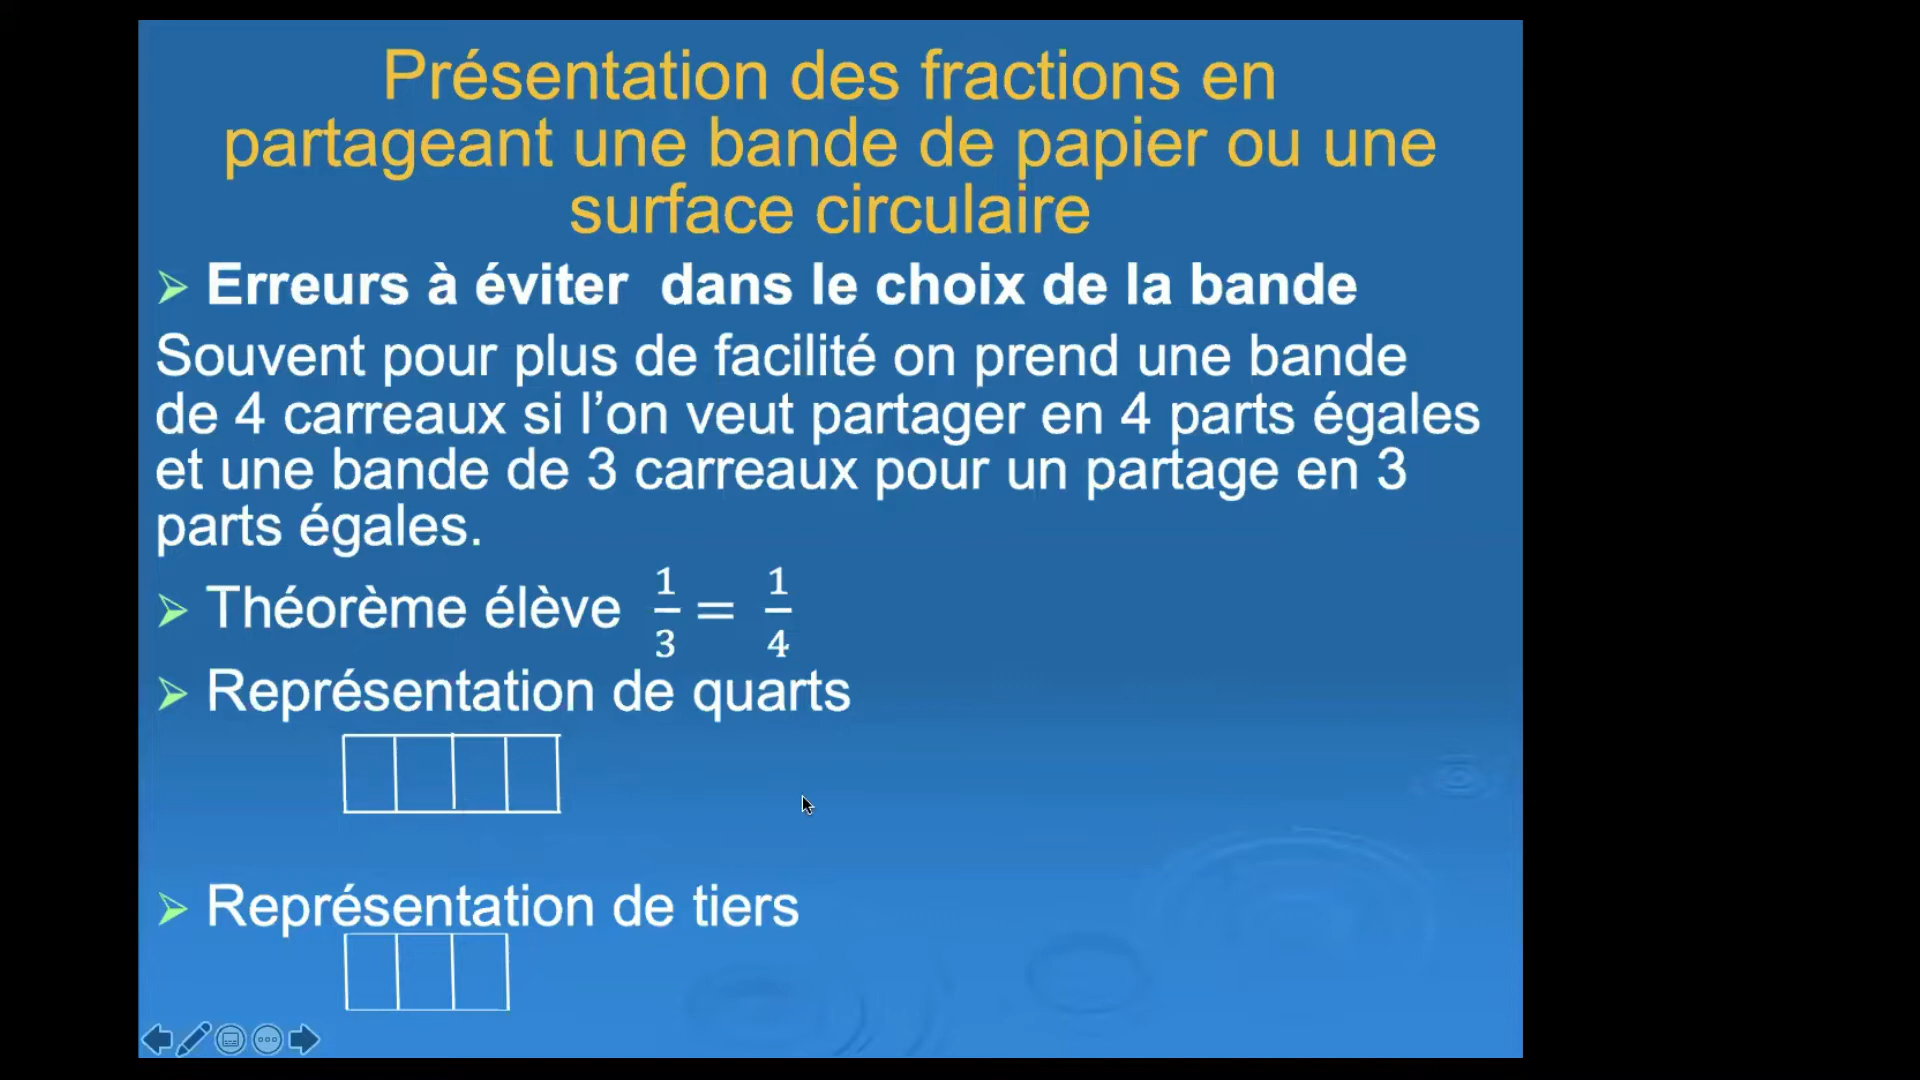 Présentation des fractions en
partageant une bande de papier ou une
surface circulaire
➢ Erreurs à éviter dans le choix de la bande
Souvent pour plus de facilité on prend une bande
de 4 carreaux si l’on veut partager en 4 parts égales
et une bande de 3 carreaux pour un partage en 3
parts égales.
➢ Théorème élève 1/3 = 1/4
➢ Représentation de quarts
➢ Représentation de tiers